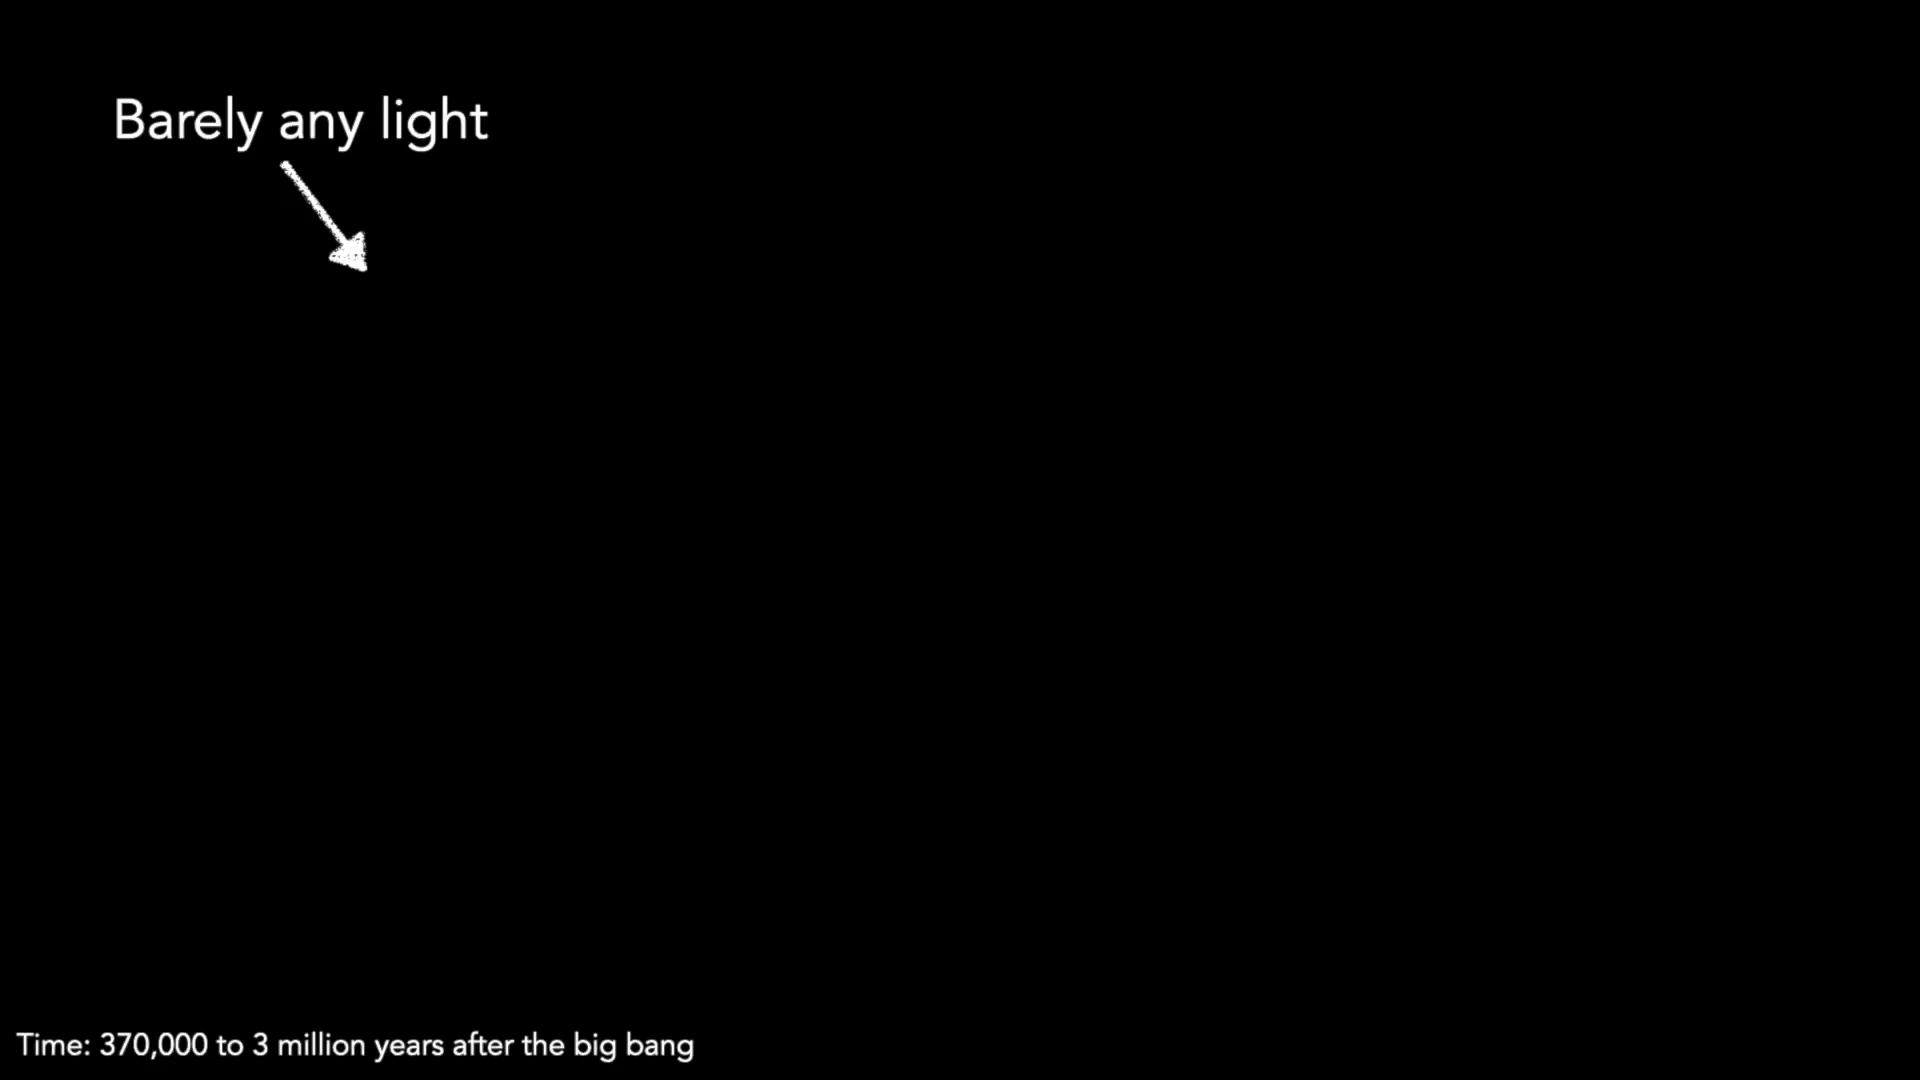 Barely any light
Time: 370,000 to 3 million years after the big bang